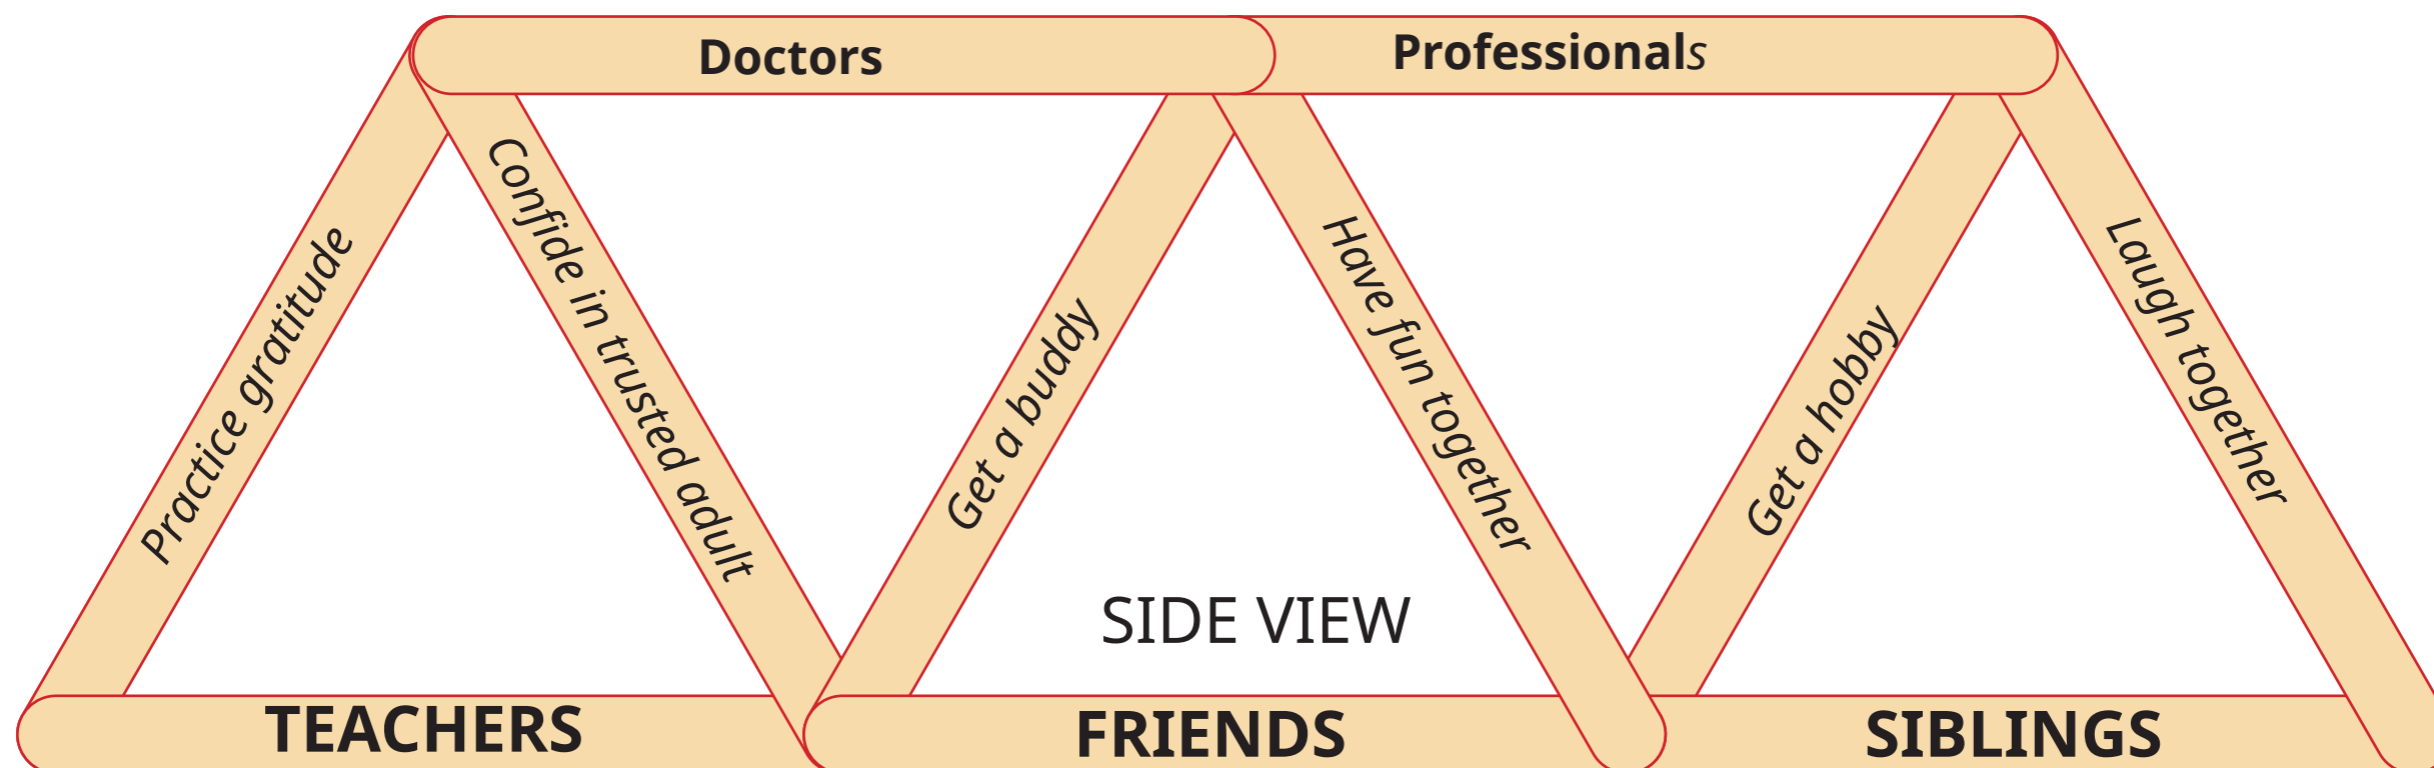 Doctors
Professionals
Practice gratitude
Confide in trusted adult
Get a buddy
Have fun together
Get a hobby
Laugh together
SIDE VIEW
TEACHERS
FRIENDS
SIBLINGS